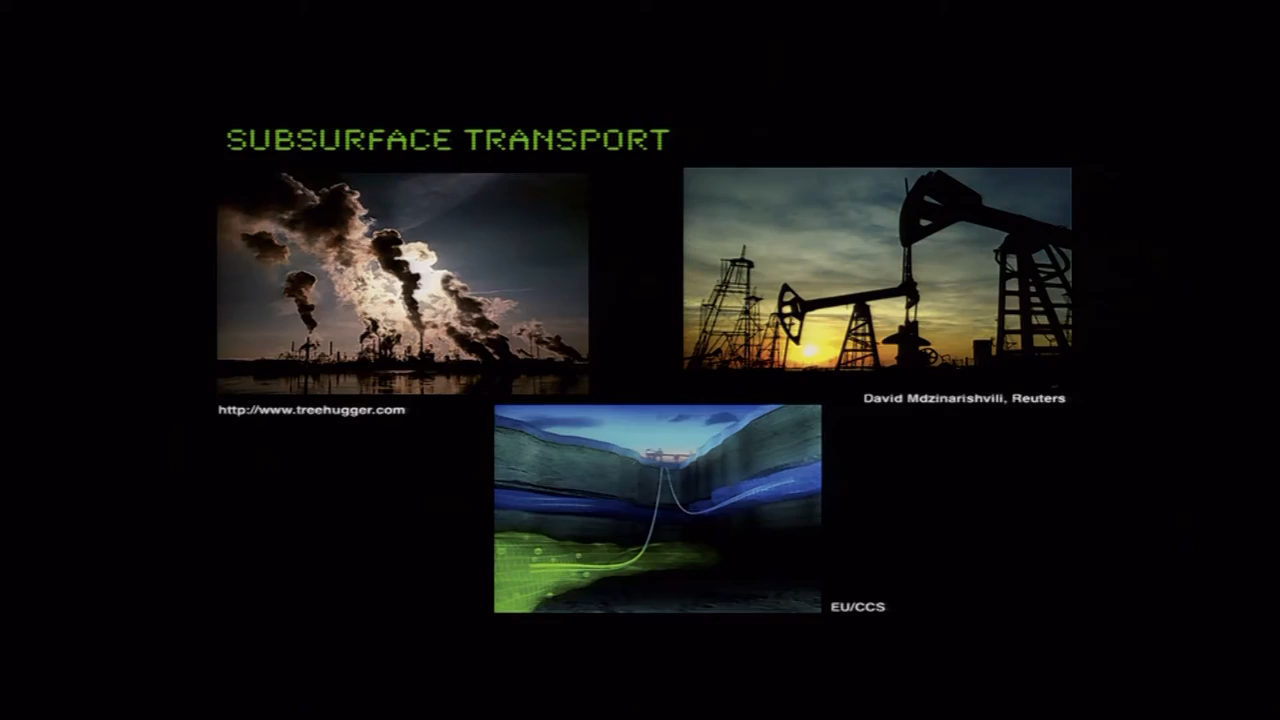 SUBSURFACE TRANSPORT
http://www.treehugger.com
David Mdzinarishvili, Reuters
EU/CCS